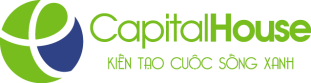 CapitalHouse
KIẾN TẠO CUỘC SỐNG XANH